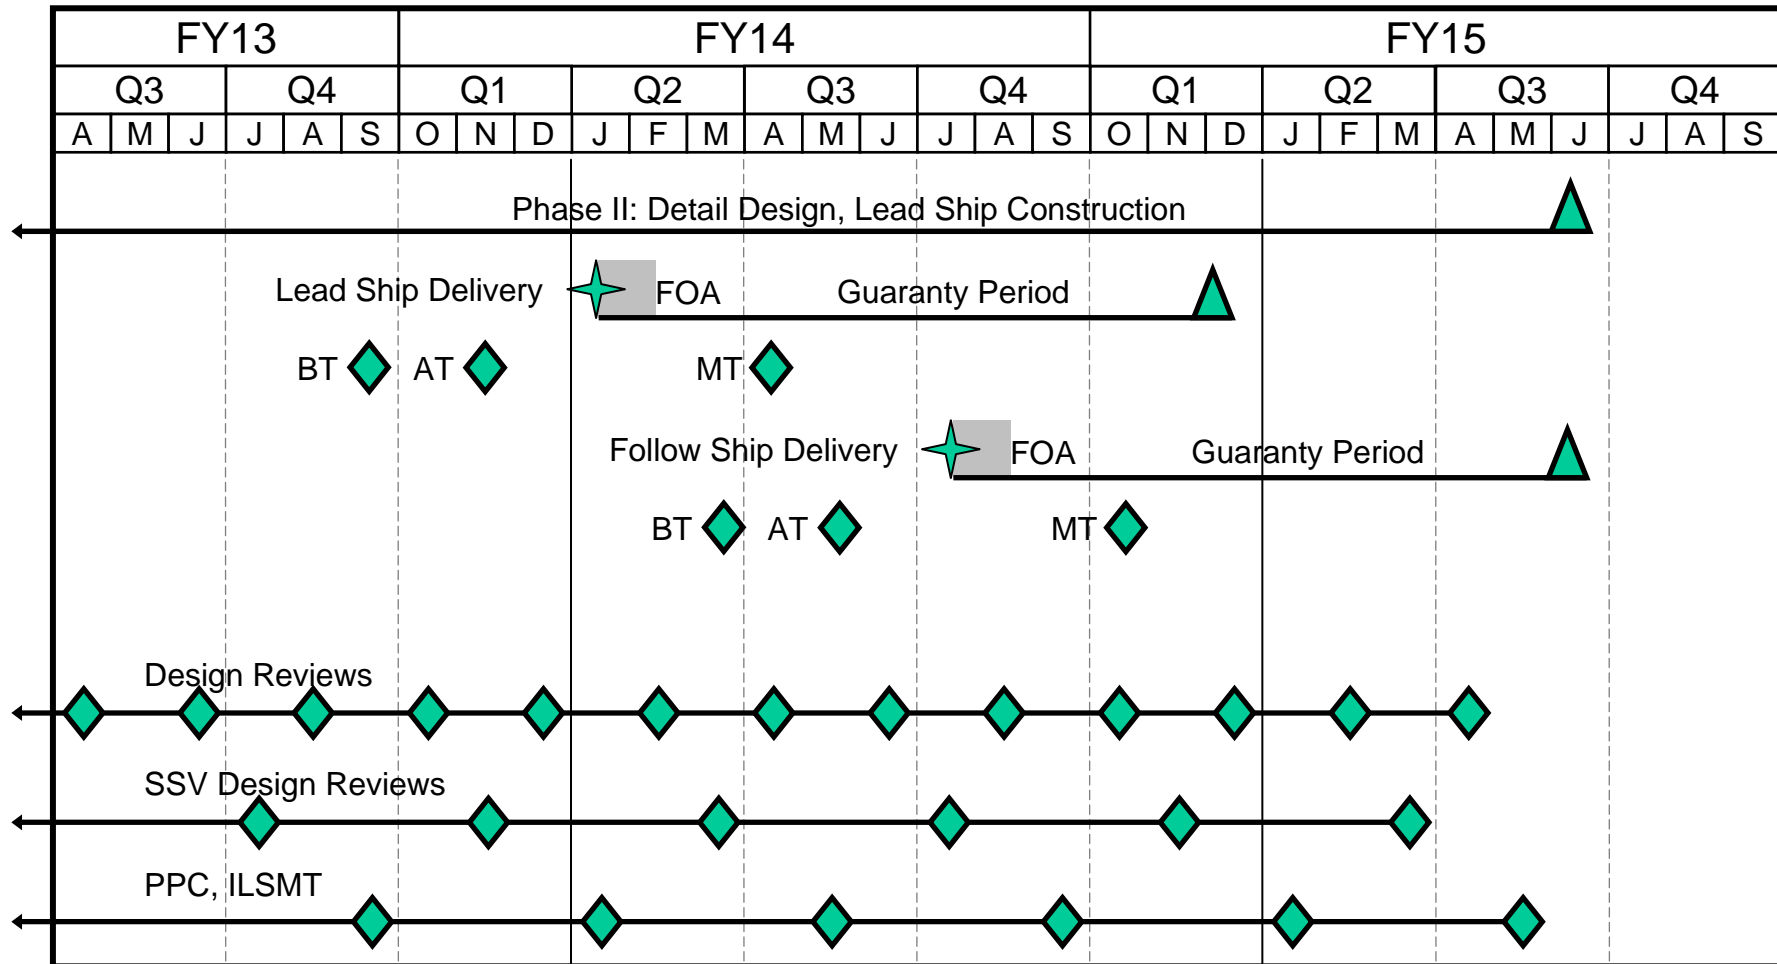 FY13 FY14 FY15
Q3 Q4 Q1 Q2 Q3 Q4 Q1 Q2 Q3 Q4
A M J J A S O N D J F M A M J J A S O N D J F M A M J J A S
Phase II: Detail Design, Lead Ship Construction
Lead Ship Delivery FOA Guaranty Period
BT AT MT
Follow Ship Delivery FOA Guaranty Period
BT AT MT
Design Reviews
SSV Design Reviews
PPC, ILSMT